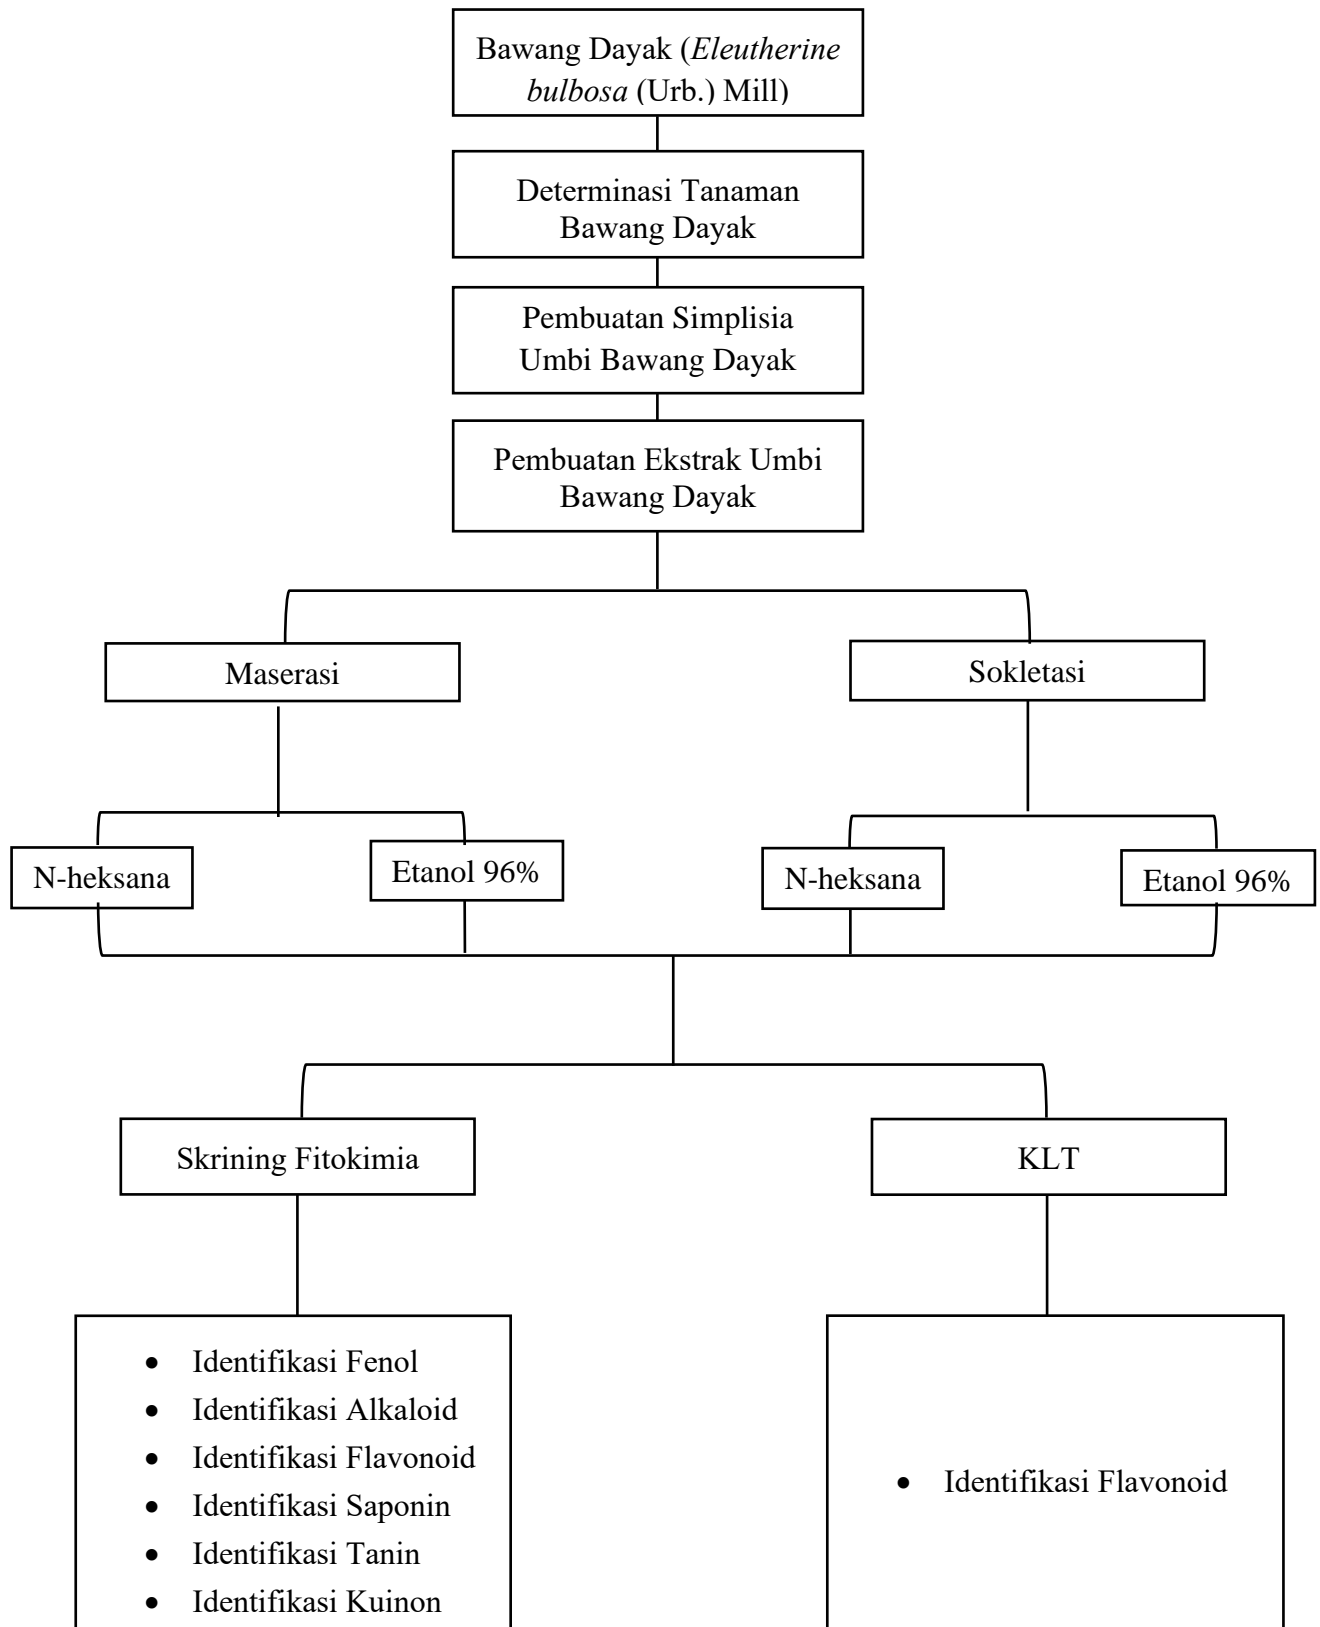 Bawang Dayak (Eleutherine
bulbosa (Urb.) Mill)
Determinasi Tanaman
Bawang Dayak
Pembuatan Simplisia
Umbi Bawang Dayak
Pembuatan Ekstrak Umbi
Bawang Dayak
Maserasi
Sokletasi
N-heksana
Etanol 96%
N-heksana
Etanol 96%
Skrining Fitokimia
KLT
• Identifikasi Fenol
• Identifikasi Alkaloid
• Identifikasi Flavonoid
• Identifikasi Saponin
• Identifikasi Tanin
• Identifikasi Kuinon
• Identifikasi Flavonoid